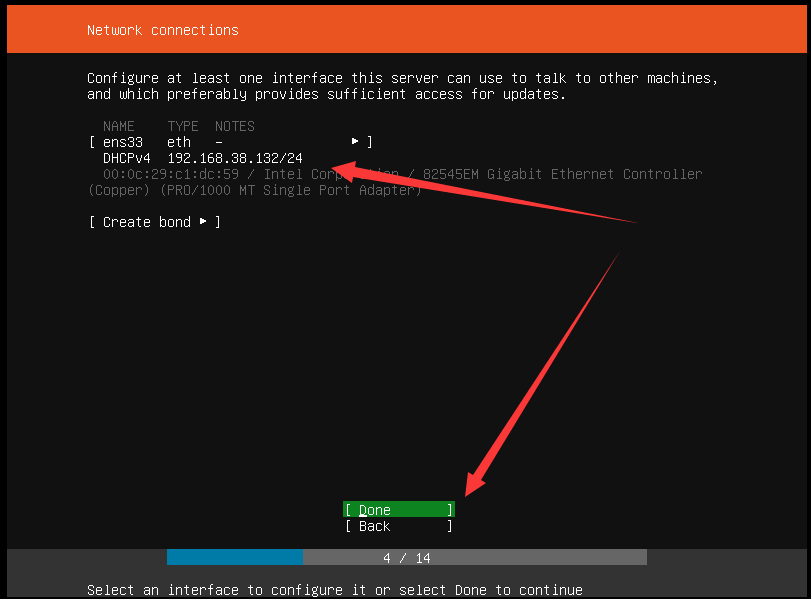 Network connections
Configure at least one interface this server can use to talk to other machines,
and which preferably provides sufficient access for updates.
NAME TYPE NOTES
[ ens33 eth - ▸ ]
DHCPv4 192.168.38.132/24
00:0c:29:c1:dc:59 / Intel Corporation / 82545EM Gigabit Ethernet Controller
(Copper) (PRO/1000 MT Single Port Adapter)
[ Create bond ▸ ]
[ Done ]
[ Back ]
4 / 14
Select an interface to configure it or select Done to continue